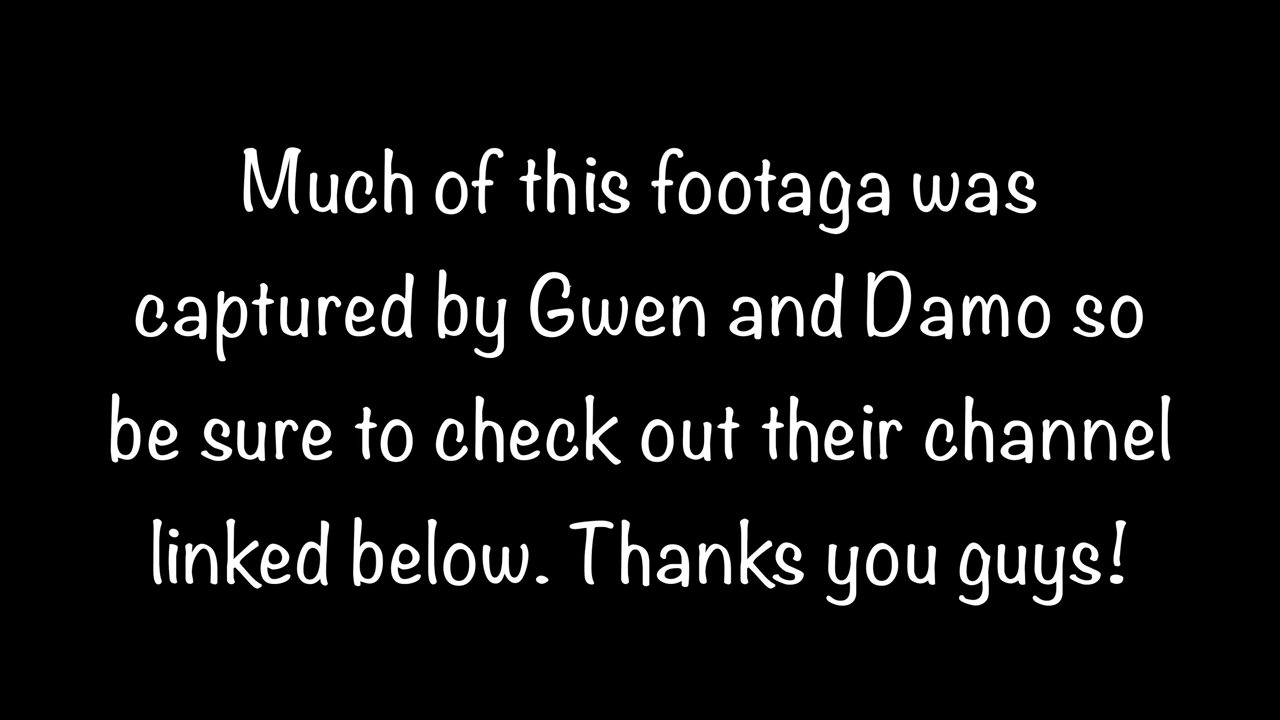 Much of this footaga was
captured by Gwen and Damo so
be sure to check out their channel
linked below. Thanks you guys!